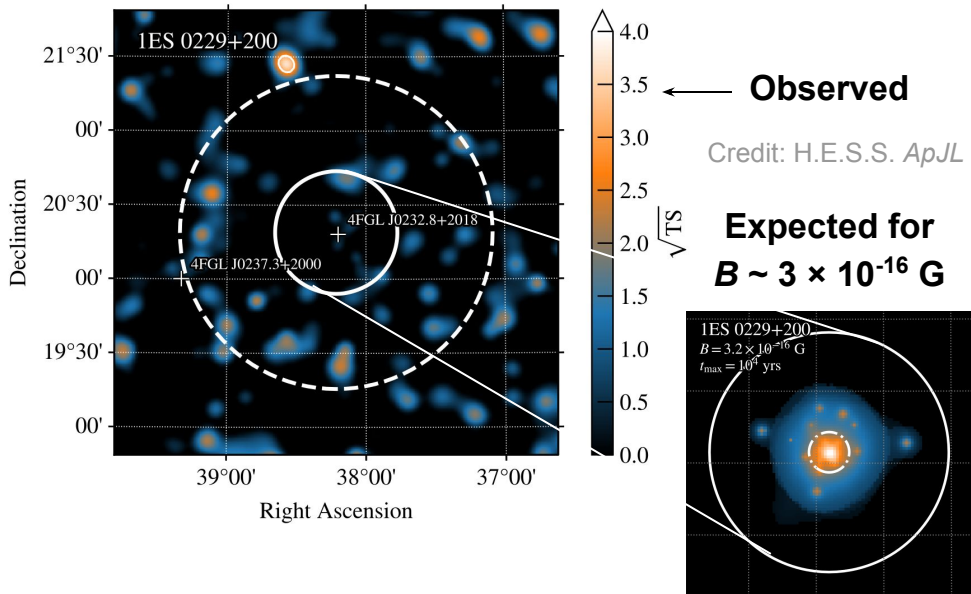 1ES 0229+200
21°30'
00'
20°30'
00'
19°30'
00'
Declination
4FGL J0232.8+2018
4FGL J0237.3+2000
39°00'
38°00'
37°00'
Right Ascension
4.0
3.5
3.0
2.5
2.0
1.5
1.0
0.5
0.0
√TS
Observed
Credit: H.E.S.S. ApJL
Expected for
B ~ 3 × 10⁻¹⁶ G
1ES 0229+200
B = 3.2 × 10⁻¹⁶ G
t_max = 10⁴ yrs